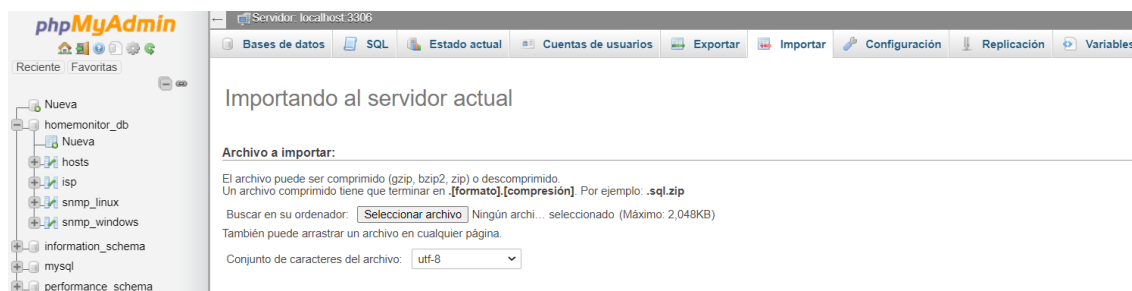 phpMyAdmin
Reciente Favoritas
Nueva
homemonitor_db
Nueva
hosts
isp
snmp_linux
snmp_windows
information_schema
mysql
performance_schema
Servidor: localhost:3306
Bases de datos SQL Estado actual Cuentas de usuarios Exportar Importar Configuración Replicación Variables
Importando al servidor actual
Archivo a importar:
El archivo puede ser comprimido (gzip, bzip2, zip) o descomprimido.
Un archivo comprimido tiene que terminar en .[formato].[compresión]. Por ejemplo: .sql.zip
Buscar en su ordenador: Seleccionar archivo Ningún archi... seleccionado (Máximo: 2,048KB)
También puede arrastrar un archivo en cualquier página.
Conjunto de caracteres del archivo: utf-8